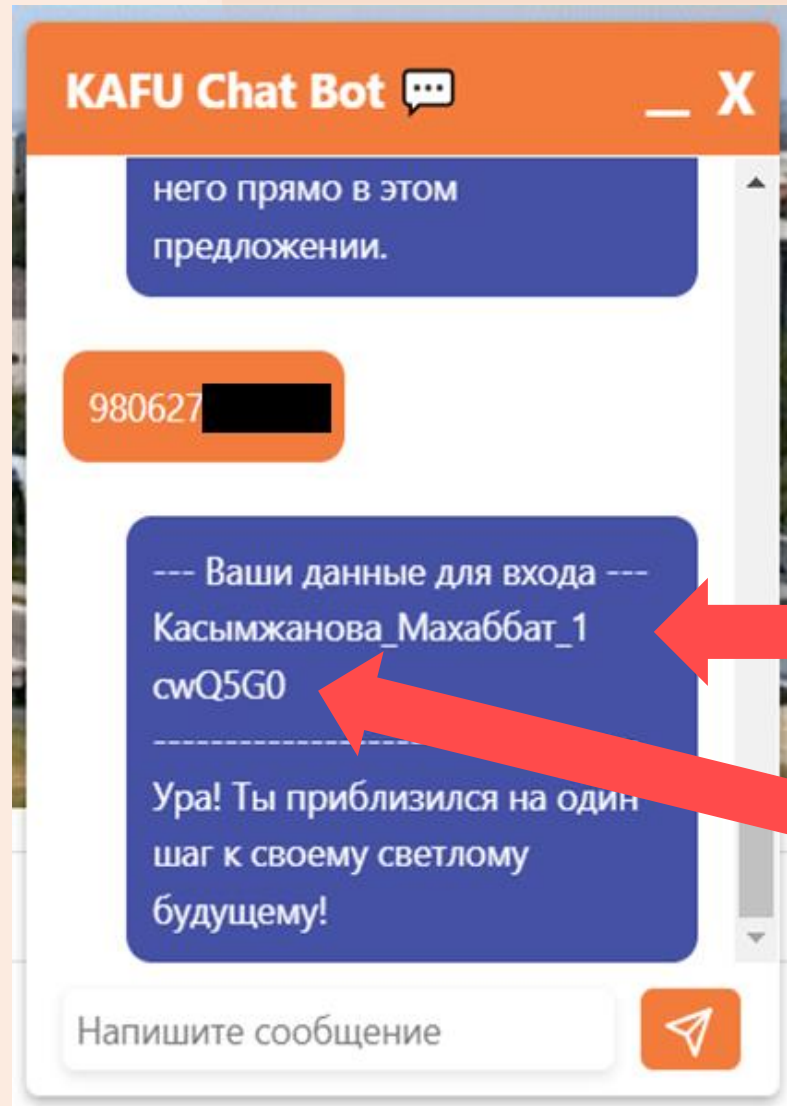 KAFU Chat Bot 💬 _ X
него прямо в этом
предложении.
980627
--- Ваши данные для входа ---
Касымжанова_Махаббат_1
cwQ5G0
Ура! Ты приблизился на один
шаг к своему светлому
будущему!
Напишите сообщение